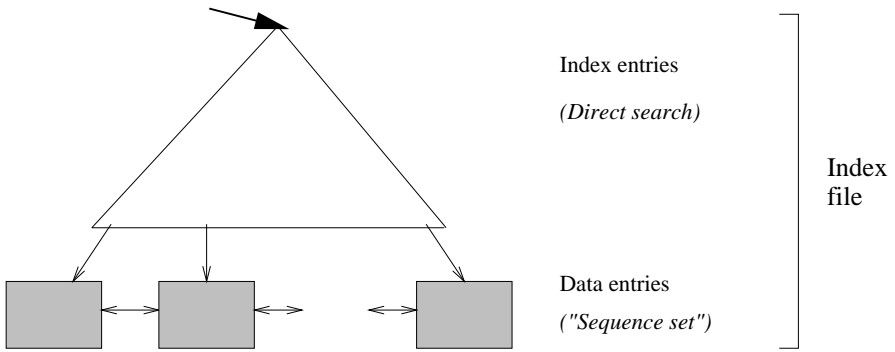 Index entries
(Direct search)
Index
file
Data entries
("Sequence set")